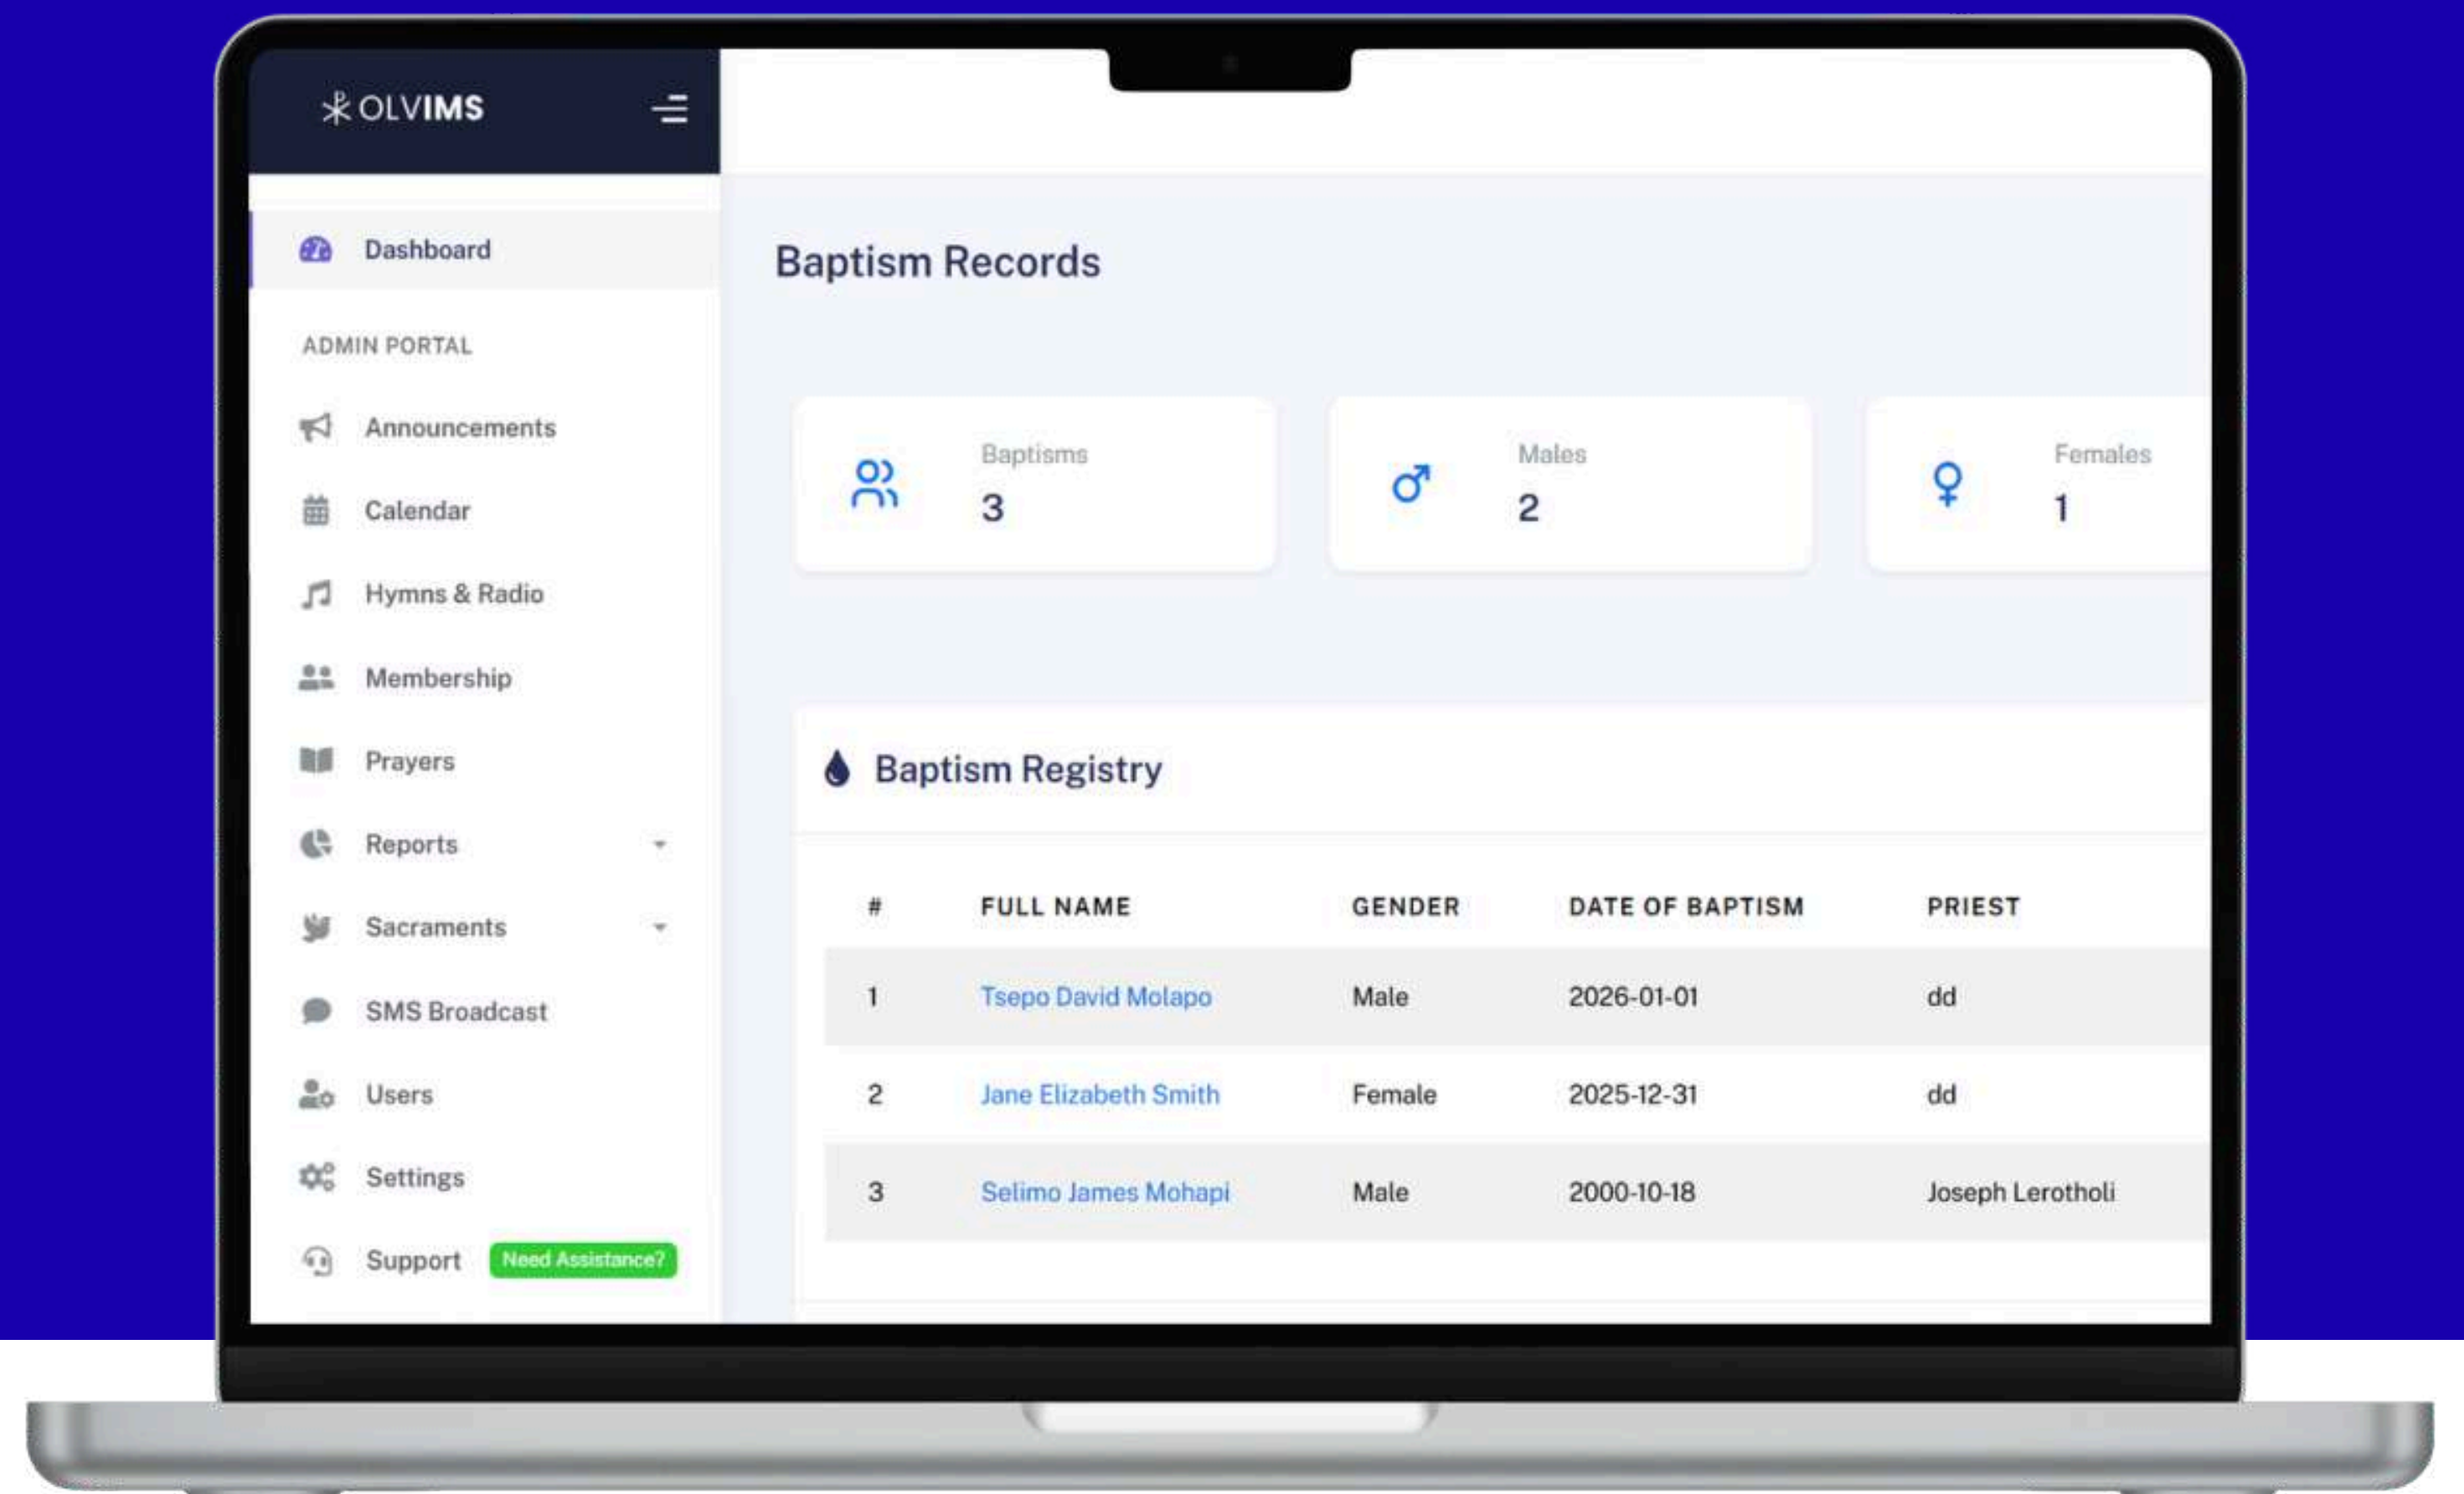 OLVIMS
Dashboard
ADMIN PORTAL
Announcements
Calendar
Hymns & Radio
Membership
Prayers
Reports
Sacraments
SMS Broadcast
Users
Settings
Support Need Assistance?
Baptism Records
Baptisms
3
Males
2
Females
1
Baptism Registry
# FULL NAME GENDER DATE OF BAPTISM PRIEST
1 Tsepo David Molapo Male 2026-01-01 dd
2 Jane Elizabeth Smith Female 2025-12-31 dd
3 Selimo James Mohapi Male 2000-10-18 Joseph Lerotholi